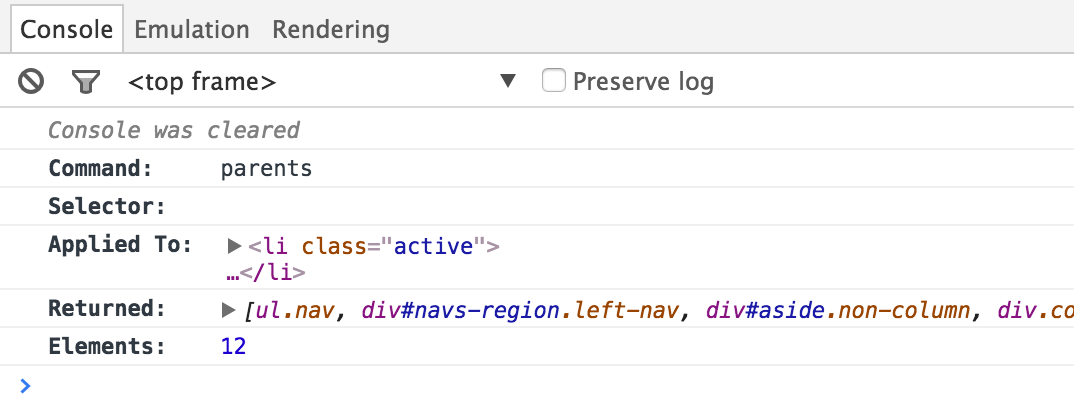 Console Emulation Rendering
<top frame> ▼ Preserve log
Console was cleared
Command: parents
Selector:
Applied To: ▶<li class="active">
…</li>
Returned: ▶[ul.nav, div#navs-region.left-nav, div#aside.non-column, div.co
Elements: 12
>